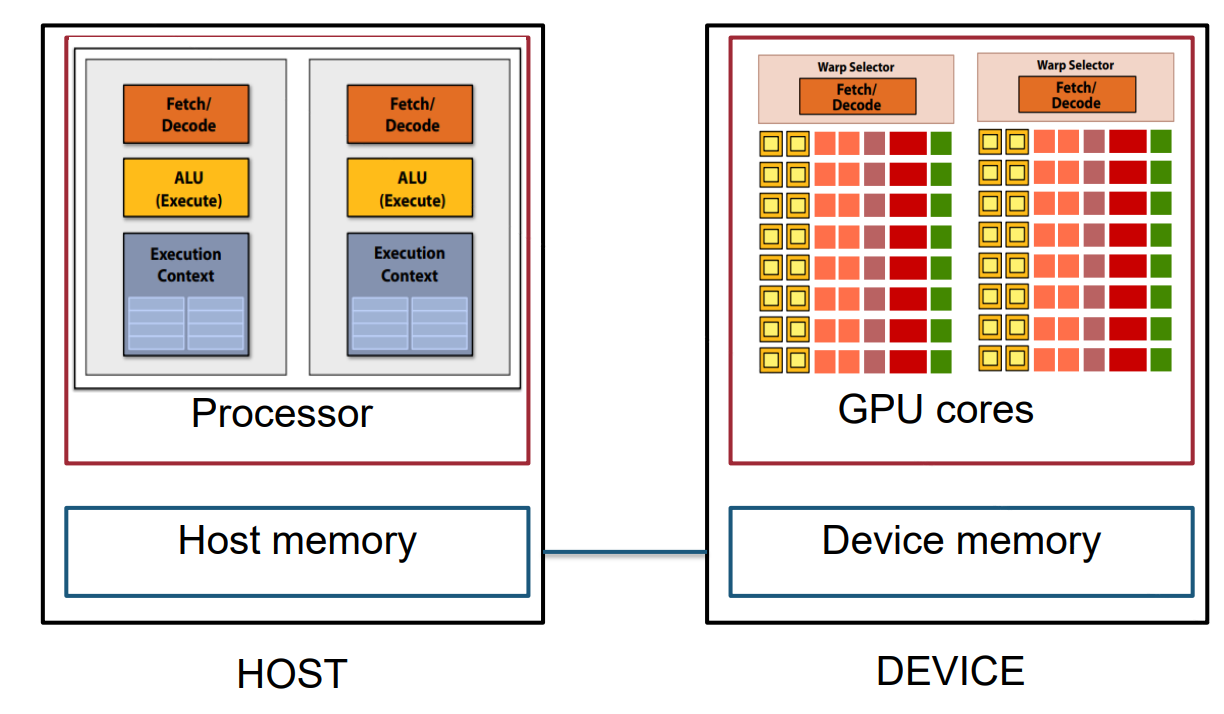 Fetch/
Decode
ALU
(Execute)
Execution
Context
Fetch/
Decode
ALU
(Execute)
Execution
Context
Processor
Host memory
HOST
Warp Selector
Fetch/
Decode
Warp Selector
Fetch/
Decode
GPU cores
Device memory
DEVICE